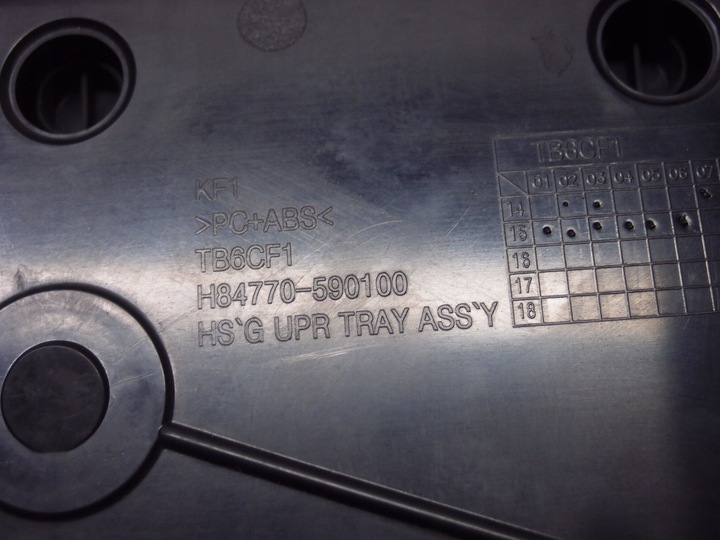 KF1
>PC+ABS<
TB6CF1
H84770-590100
HS`G UPR TRAY ASS`Y
TB6CF1
01 02 03 04 05 06 07
14
15
16
17
18